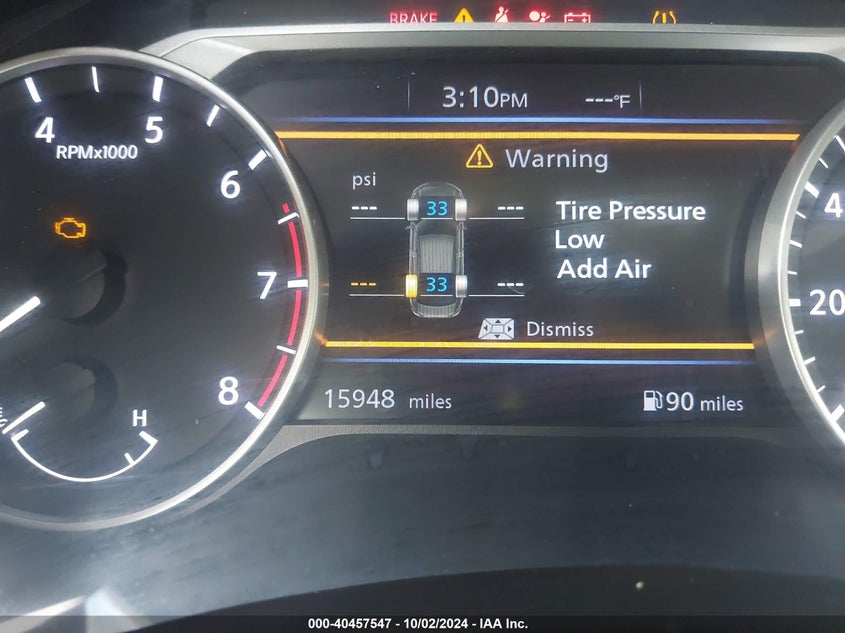 BRAKE
3:10PM ---°F
4 5 6 7 8
RPMx1000
Warning
psi
--- 33 ---
--- 33 ---
Tire Pressure
Low
Add Air
Dismiss
15948 miles
90 miles
H
4
20
000-40457547 - 10/02/2024 - IAA Inc.